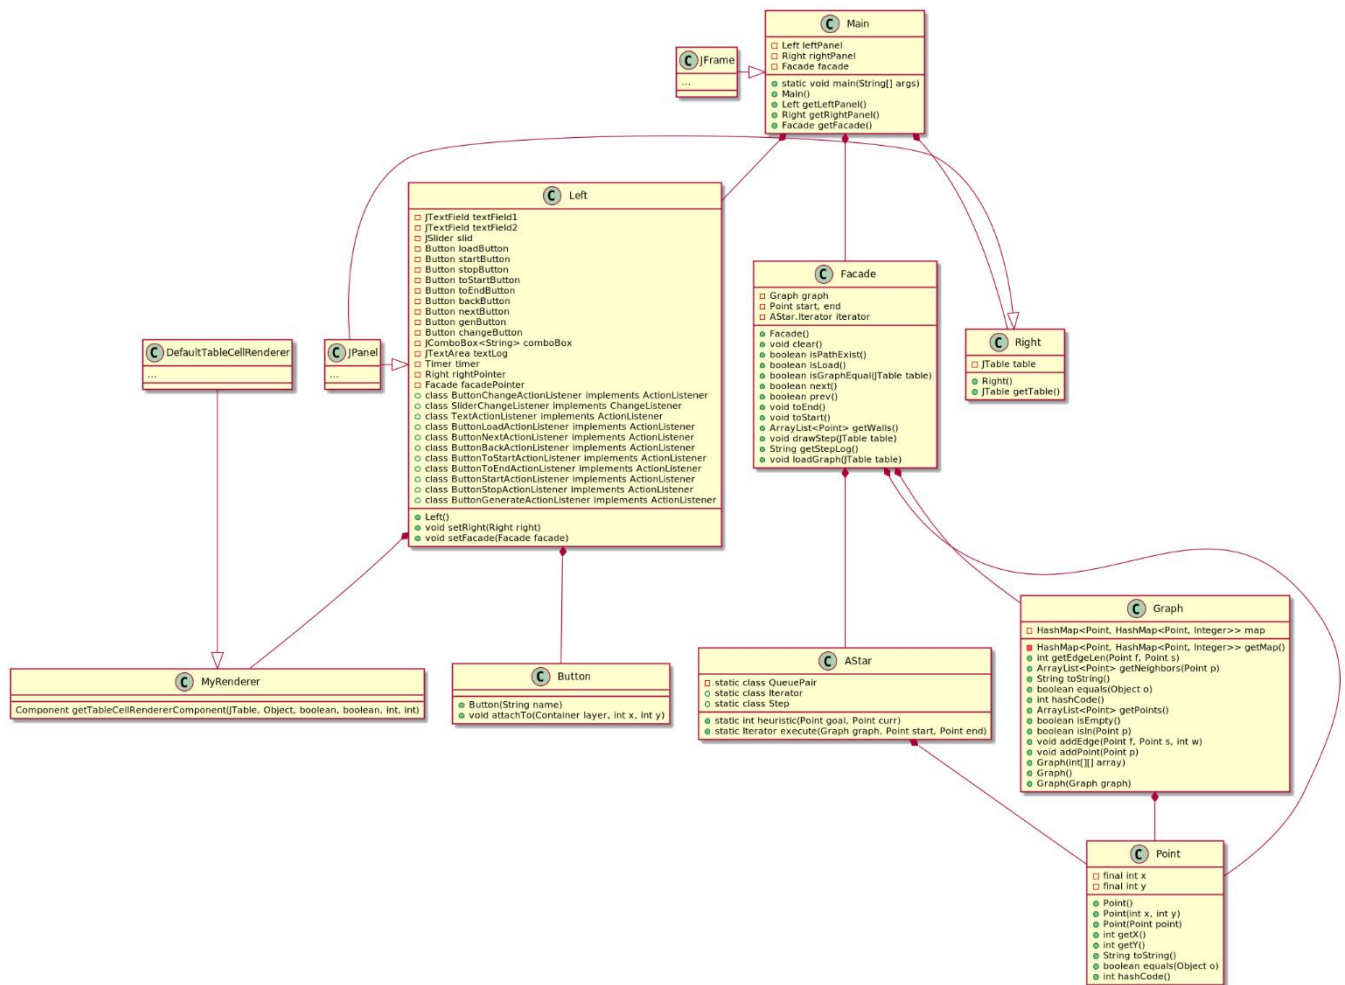 C Main
Left leftPanel
Right rightPanel
Facade facade
static void main(String[] args)
Main()
Left getLeftPanel()
Right getRightPanel()
Facade getFacade()
C JFrame
...
C Left
JTextField textField1
JTextField textField2
JSlider slid
Button loadButton
Button startButton
Button stopButton
Button toStartButton
Button toEndButton
Button backButton
Button nextButton
Button genButton
Button changeButton
JComboBox<String> comboBox
JTextArea textLog
Timer timer
Right rightPointer
Facade facadePointer
class ButtonChangeActionListener implements ActionListener
class SliderChangeListener implements ChangeListener
class TextActionListener implements ActionListener
class ButtonLoadActionListener implements ActionListener
class ButtonNextActionListener implements ActionListener
class ButtonBackActionListener implements ActionListener
class ButtonToStartActionListener implements ActionListener
class ButtonToEndActionListener implements ActionListener
class ButtonStartActionListener implements ActionListener
class ButtonStopActionListener implements ActionListener
class ButtonGenerateActionListener implements ActionListener
Left()
void setRight(Right right)
void setFacade(Facade facade)
C Facade
Graph graph
Point start, end
AStar.Iterator iterator
Facade()
void clear()
boolean isPathExist()
boolean isLoad()
boolean isGraphEqual(JTable table)
boolean next()
boolean prev()
void toEnd()
void toStart()
ArrayList<Point> getWalls()
void drawStep(JTable table)
String getStepLog()
void loadGraph(JTable table)
C Right
JTable table
Right()
JTable getTable()
C DefaultTableCellRenderer
...
C JPanel
...
C MyRenderer
Component getTableCellRendererComponent(JTable, Object, boolean, boolean, int, int)
C Button
Button(String name)
void attachTo(Container layer, int x, int y)
C AStar
static class QueuePair
static class Iterator
static class Step
static int heuristic(Point goal, Point curr)
static Iterator execute(Graph graph, Point start, Point end)
C Graph
HashMap<Point, HashMap<Point, Integer>> map
HashMap<Point, HashMap<Point, Integer>> getMap()
int getEdgeLen(Point f, Point s)
ArrayList<Point> getNeighbors(Point p)
String toString()
boolean equals(Object o)
int hashCode()
ArrayList<Point> getPoints()
boolean isEmpty()
boolean isIn(Point p)
void addEdge(Point f, Point s, int w)
void addPoint(Point p)
Graph(int[][] array)
Graph()
Graph(Graph graph)
C Point
final int x
final int y
Point()
Point(int x, int y)
Point(Point point)
int getX()
int getY()
String toString()
boolean equals(Object o)
int hashCode()